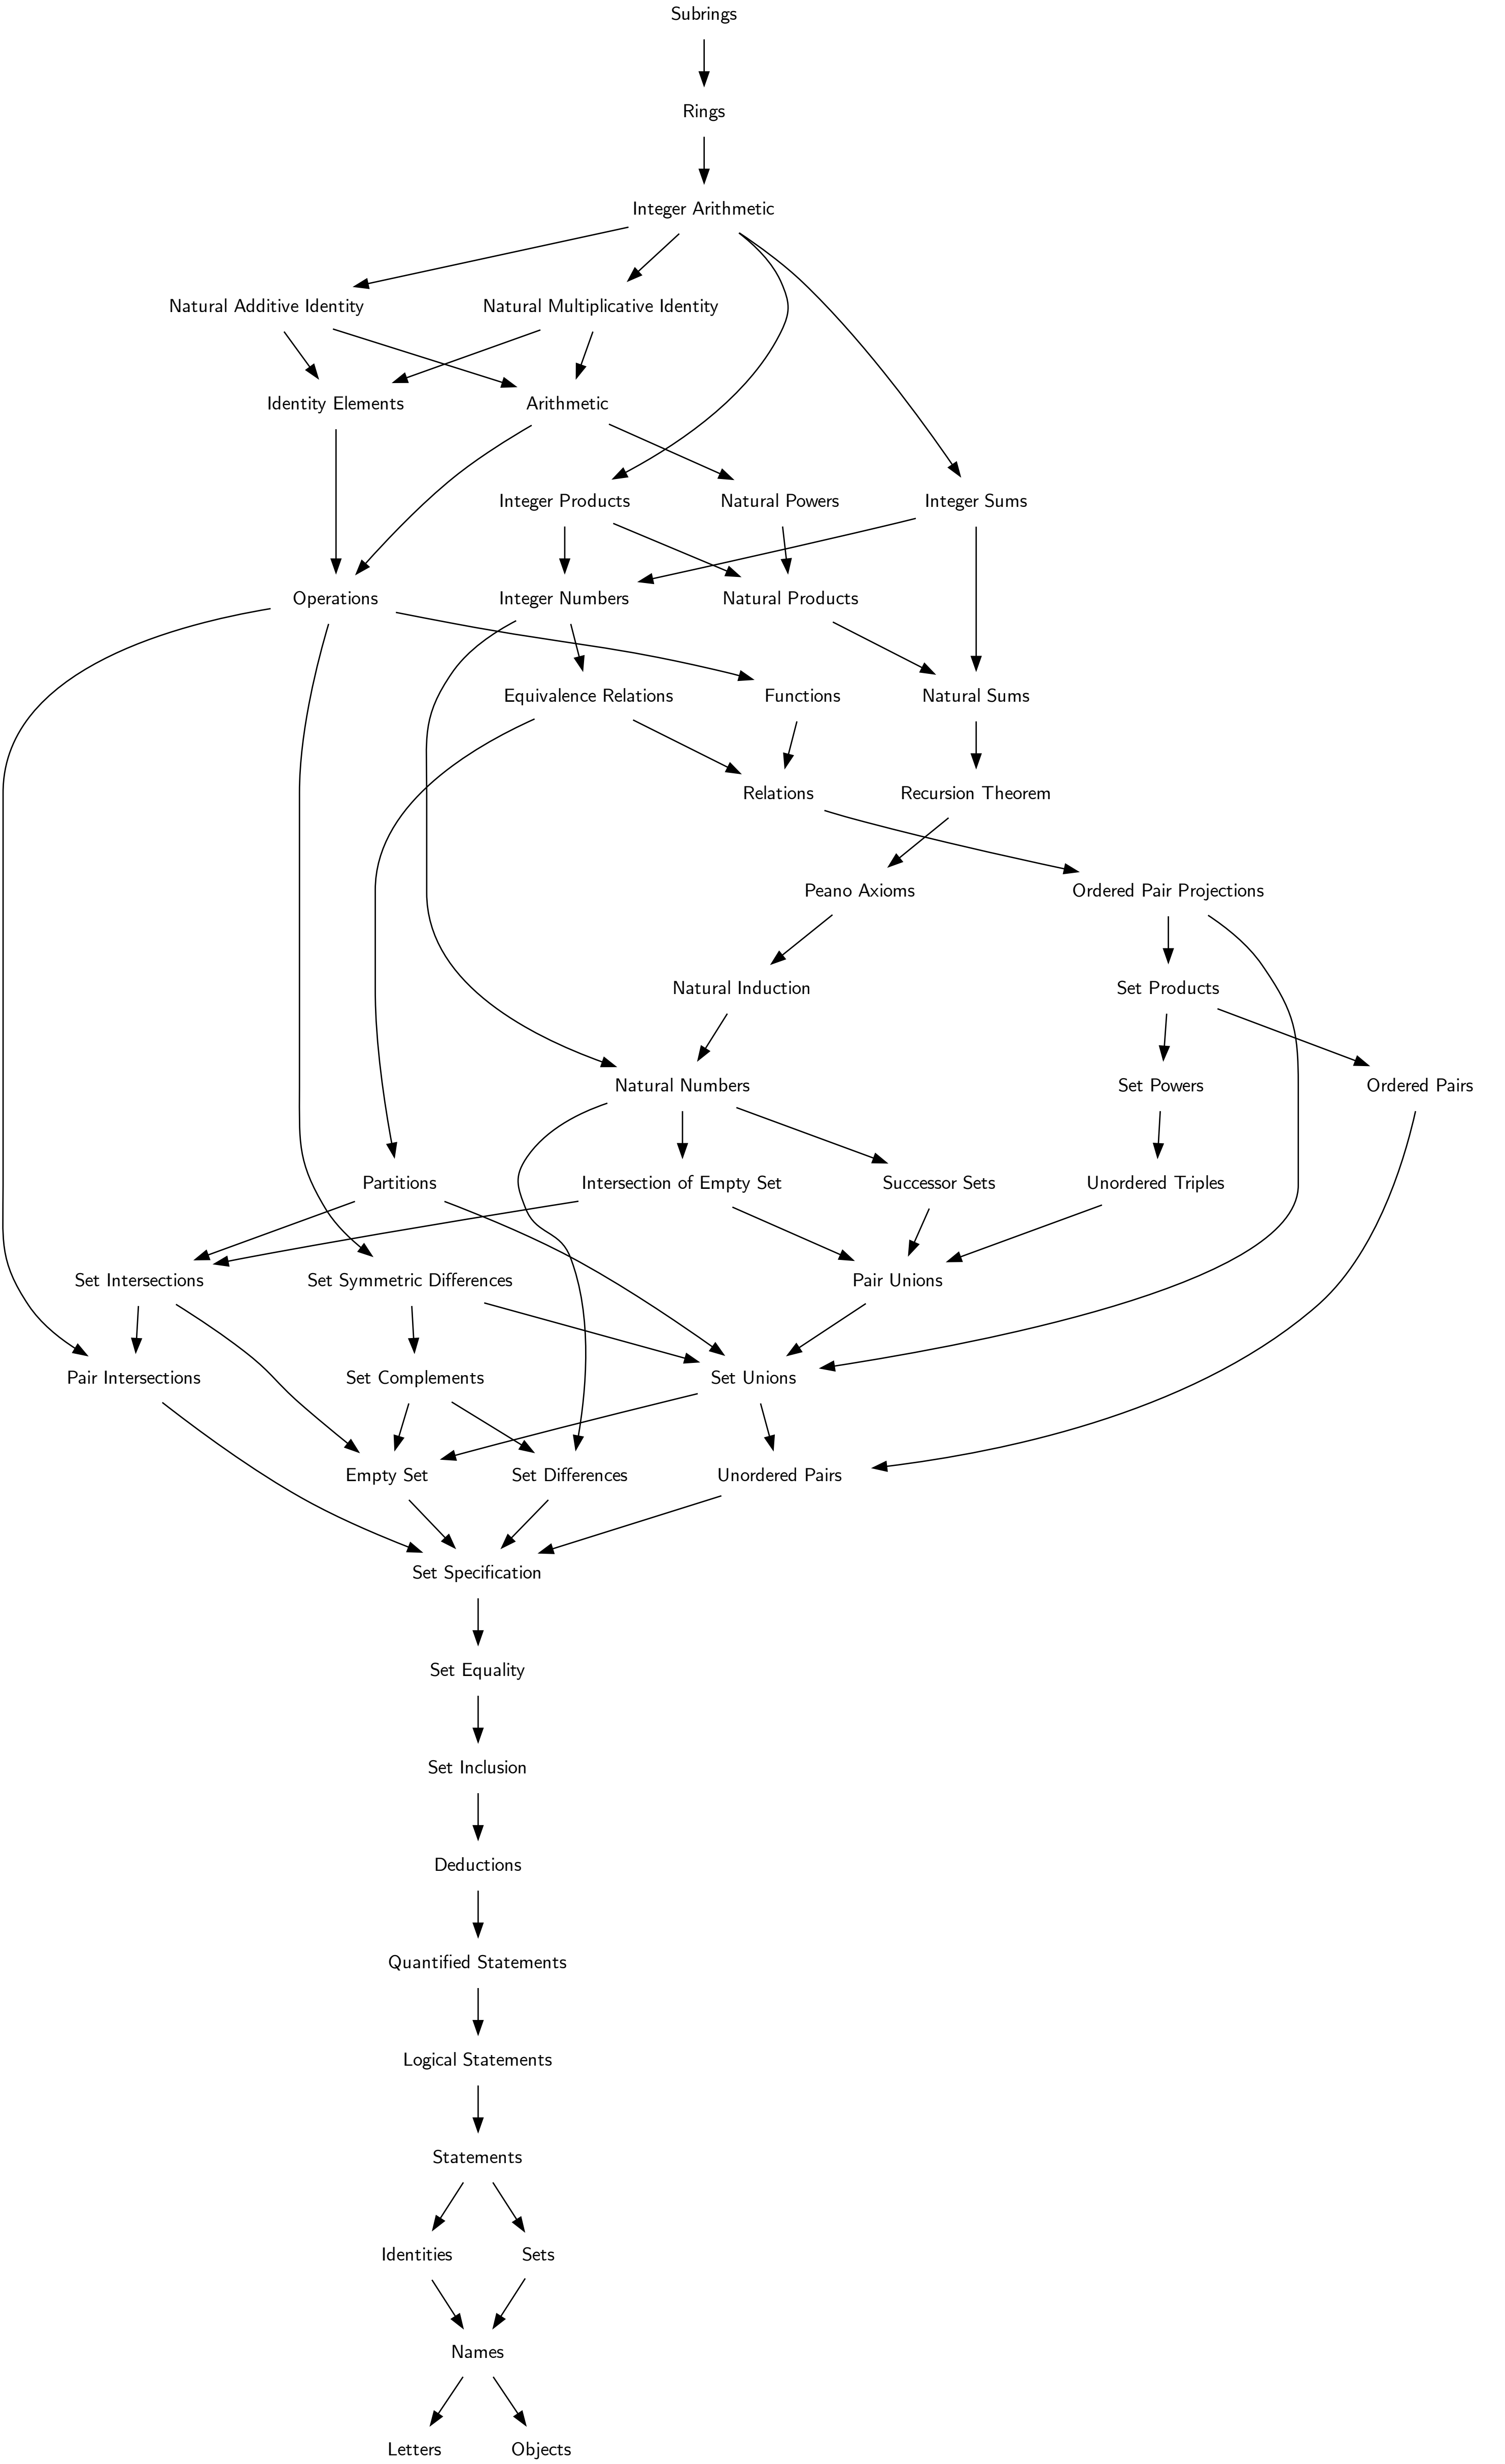 Subrings
Rings
Integer Arithmetic
Natural Additive Identity
Natural Multiplicative Identity
Identity Elements
Arithmetic
Integer Products
Natural Powers
Integer Sums
Operations
Integer Numbers
Natural Products
Equivalence Relations
Functions
Natural Sums
Relations
Recursion Theorem
Peano Axioms
Ordered Pair Projections
Natural Induction
Set Products
Natural Numbers
Set Powers
Ordered Pairs
Partitions
Intersection of Empty Set
Successor Sets
Unordered Triples
Set Intersections
Set Symmetric Differences
Pair Unions
Pair Intersections
Set Complements
Set Unions
Empty Set
Set Differences
Unordered Pairs
Set Specification
Set Equality
Set Inclusion
Deductions
Quantified Statements
Logical Statements
Statements
Identities
Sets
Names
Letters
Objects